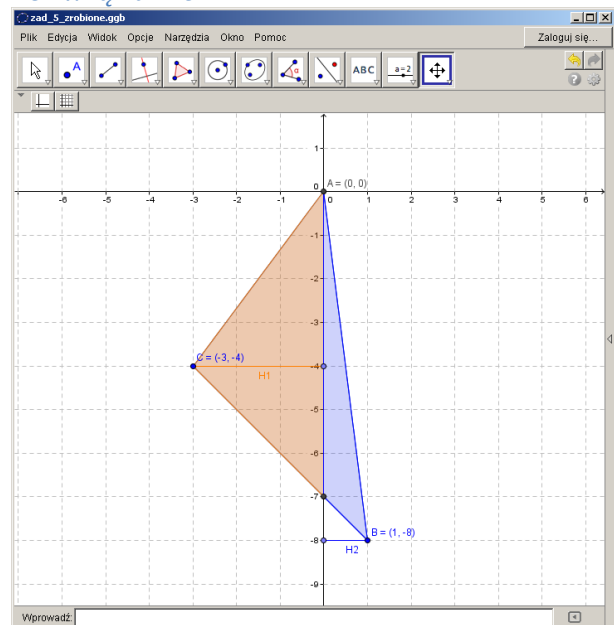 zad_5_zrobione.ggb
Plik Edycja Widok Opcje Narzędzia Okno Pomoc Zaloguj się...
A α ABC a=2
1
0 A = (0, 0)
-6 -5 -4 -3 -2 -1 0 1 2 3 4 5 6
-1
-2
-3
C = (-3, -4)
-4
H1
-5
-6
-7
B = (1, -8)
-8
H2
-9
Wprowadź: